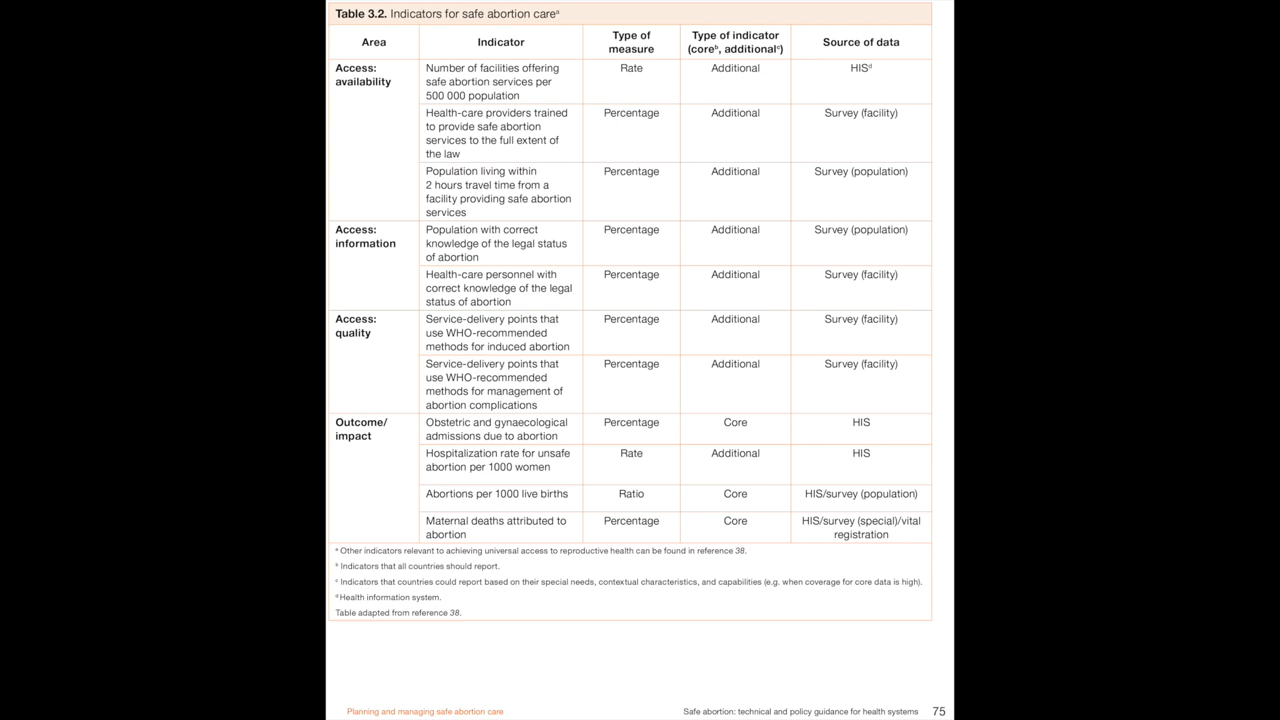 Table 3.2. Indicators for safe abortion careᵃ
Area
Indicator
Type of
measure
Type of indicator
(coreᵇ, additionalᶜ)
Source of data
Access:
availability
Number of facilities offering
safe abortion services per
500 000 population
Rate
Additional
HISᵈ
Health-care providers trained
to provide safe abortion
services to the full extent of
the law
Percentage
Additional
Survey (facility)
Population living within
2 hours travel time from a
facility providing safe abortion
services
Percentage
Additional
Survey (population)
Access:
information
Population with correct
knowledge of the legal status
of abortion
Percentage
Additional
Survey (population)
Health-care personnel with
correct knowledge of the legal
status of abortion
Percentage
Additional
Survey (facility)
Access:
quality
Service-delivery points that
use WHO-recommended
methods for induced abortion
Percentage
Additional
Survey (facility)
Service-delivery points that
use WHO-recommended
methods for management of
abortion complications
Percentage
Additional
Survey (facility)
Outcome/
impact
Obstetric and gynaecological
admissions due to abortion
Percentage
Core
HIS
Hospitalization rate for unsafe
abortion per 1000 women
Rate
Additional
HIS
Abortions per 1000 live births
Ratio
Core
HIS/survey (population)
Maternal deaths attributed to
abortion
Percentage
Core
HIS/survey (special)/vital
registration
ᵃ Other indicators relevant to achieving universal access to reproductive health can be found in reference 38.
ᵇ Indicators that all countries should report.
ᶜ Indicators that countries could report based on their special needs, contextual characteristics, and capabilities (e.g. when coverage for core data is high).
ᵈ Health information system.
Table adapted from reference 38.
Planning and managing safe abortion care
Safe abortion: technical and policy guidance for health systems 75